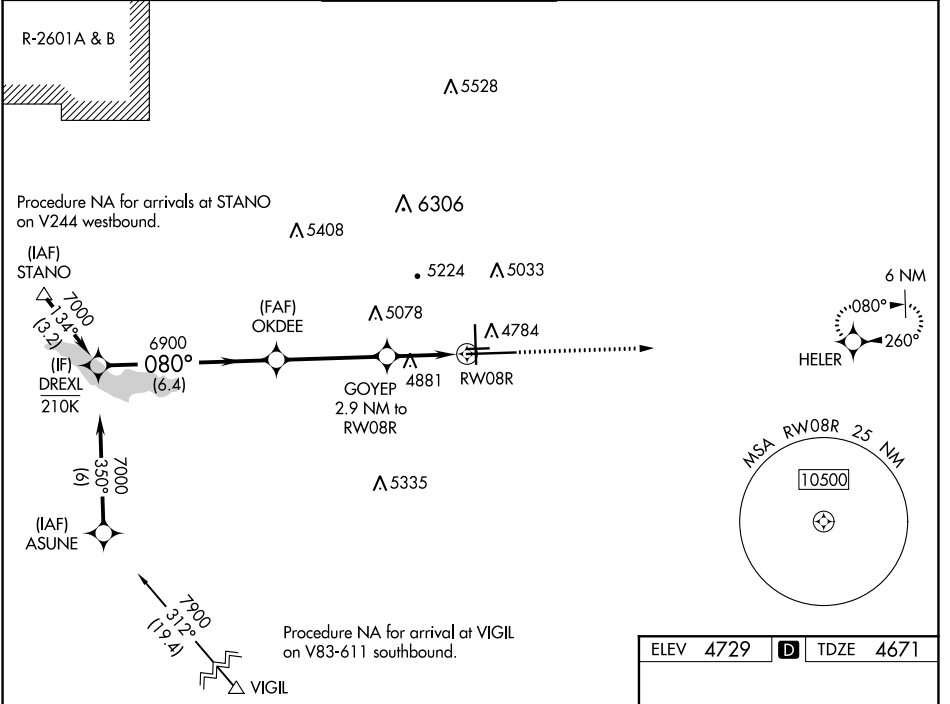 R-2601A & B
5528
Procedure NA for arrivals at STANO
on V244 westbound.
6306
5408
(IAF)
STANO
5224
5033
6 NM
7000
134°
(3.2)
(FAF)
OKDEE
5078
080°
4784
260°
HELER
6900
080°
(6.4)
(IF)
DREXL
210K
GOYEP
2.9 NM to
RW08R
4881
RW08R
7000
350°
(6)
MSA RW08R 25 NM
10500
5335
(IAF)
ASUNE
7900
312°
(19.4)
Procedure NA for arrival at VIGIL
on V83-611 southbound.
VIGIL
ELEV 4729 D TDZE 4671